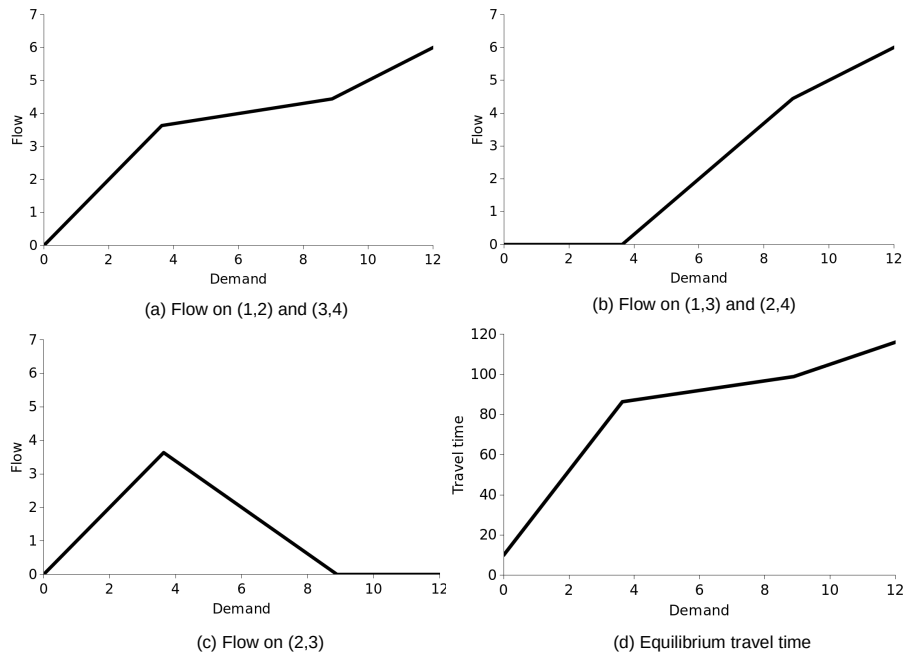 7
6
5
4
3
2
1
0
Flow
0 2 4 6 8 10 12
Demand
(a) Flow on (1,2) and (3,4)
7
6
5
4
3
2
1
0
Flow
0 2 4 6 8 10 12
Demand
(b) Flow on (1,3) and (2,4)
7
6
5
4
3
2
1
0
Flow
0 2 4 6 8 10 12
Demand
(c) Flow on (2,3)
120
100
80
60
40
20
0
Travel time
0 2 4 6 8 10 12
Demand
(d) Equilibrium travel time